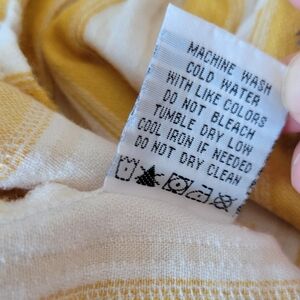 MACHINE WASH
COLD WATER
WITH LIKE COLORS
DO NOT BLEACH
TUMBLE DRY LOW
COOL IRON IF NEEDED
DO NOT DRY CLEAN